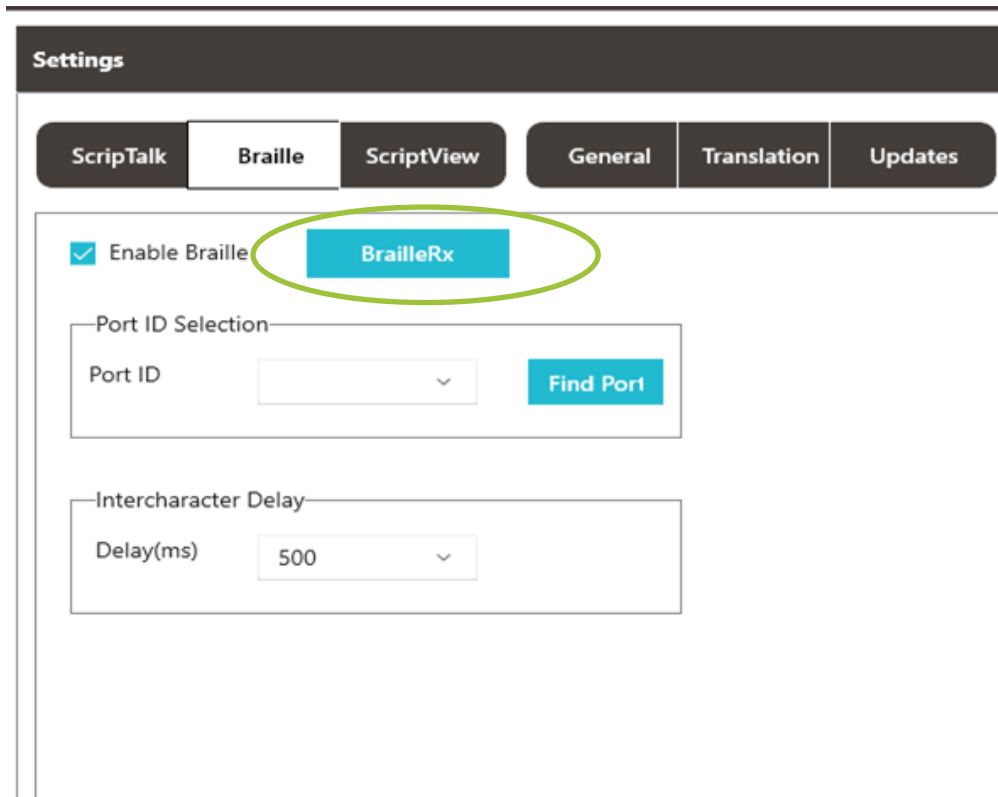 Settings
ScripTalk Braille ScriptView General Translation Updates
Enable Braille BrailleRx
Port ID Selection
Port ID Find Port
Intercharacter Delay
Delay(ms) 500